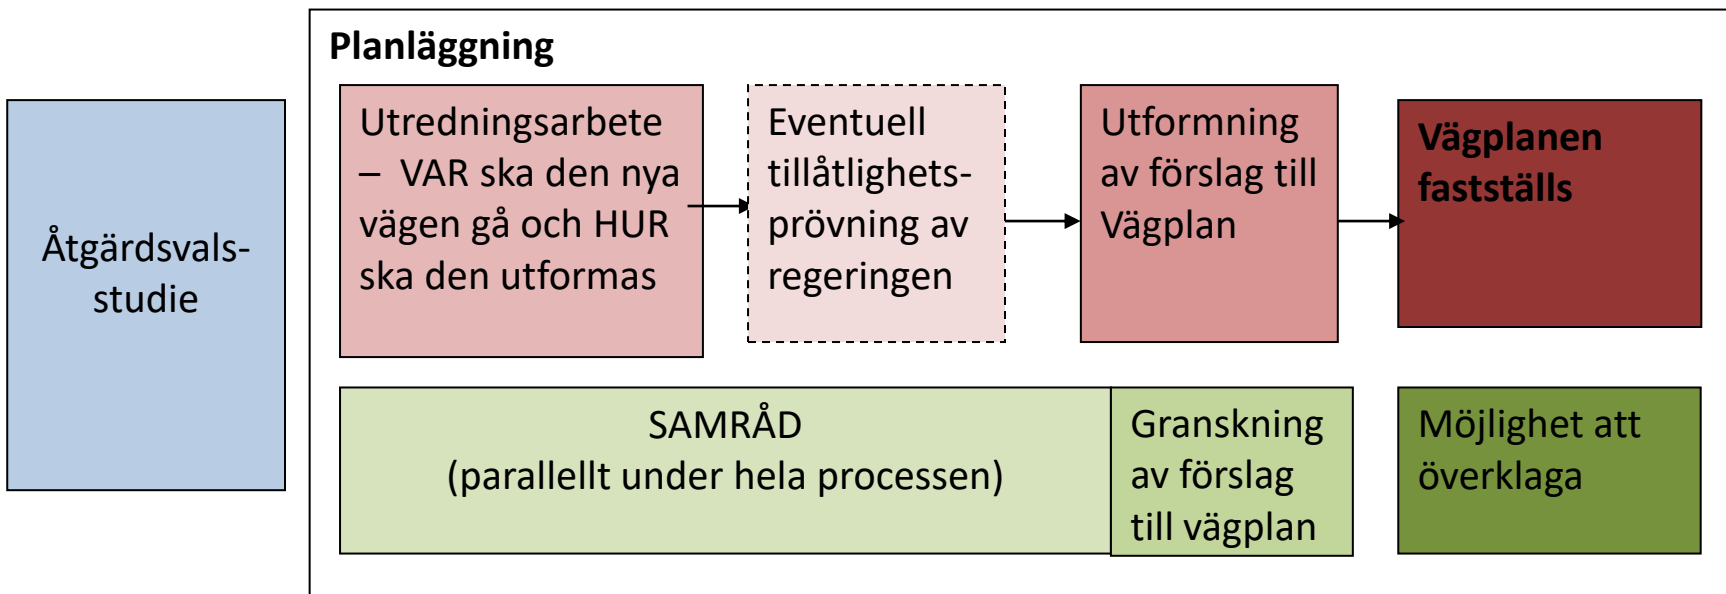 Planläggning
Åtgärdsvals-
studie
Utredningsarbete
– VAR ska den nya
vägen gå och HUR
ska den utformas
Eventuell
tillåtlighets-
prövning av
regeringen
Utformning
av förslag till
Vägplan
Vägplanen
fastställs
SAMRÅD
(parallellt under hela processen)
Granskning
av förslag
till vägplan
Möjlighet att
överklaga